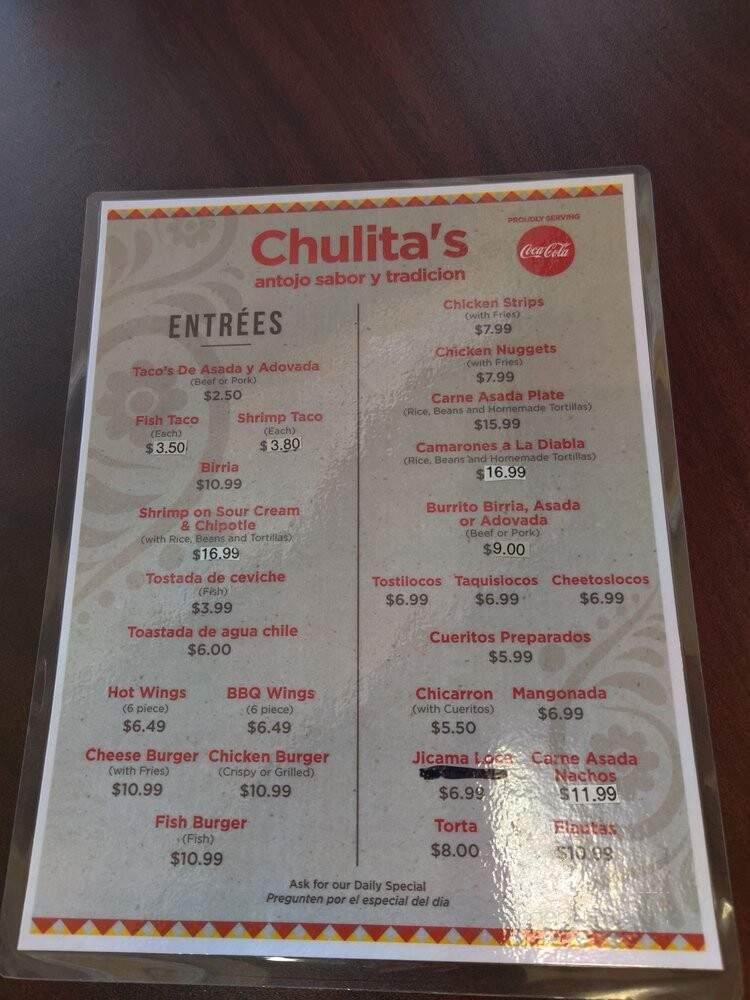 Chulita's
antojo sabor y tradicion
PROUDLY SERVING
Coca-Cola
ENTRÉES
Taco's De Asada y Adovada
(Beef or Pork)
$2.50
Fish Taco
(Each)
$3.50
Shrimp Taco
(Each)
$3.80
Birria
$10.99
Shrimp on Sour Cream
& Chipotle
(with Rice, Beans and Tortillas)
$16.99
Tostada de ceviche
(Fish)
$3.99
Toastada de agua chile
$6.00
Hot Wings
(6 piece)
$6.49
BBQ Wings
(6 piece)
$6.49
Cheese Burger
(with Fries)
$10.99
Chicken Burger
(Crispy or Grilled)
$10.99
Fish Burger
(Fish)
$10.99
Chicken Strips
(with Fries)
$7.99
Chicken Nuggets
(with Fries)
$7.99
Carne Asada Plate
(Rice, Beans and Homemade Tortillas)
$15.99
Camarones a La Diabla
(Rice, Beans and Homemade Tortillas)
$16.99
Burrito Birria, Asada
or Adovada
(Beef or Pork)
$9.00
Tostilocos
$6.99
Taquislocos
$6.99
Cheetoslocos
$6.99
Cueritos Preparados
$5.99
Chicarron
(with Cueritos)
$5.50
Mangonada
$6.99
Jicama Loca
$6.99
Carne Asada
Nachos
$11.99
Torta
$8.00
Flautas
$10.99
Ask for our Daily Special
Pregunten por el especial del dia